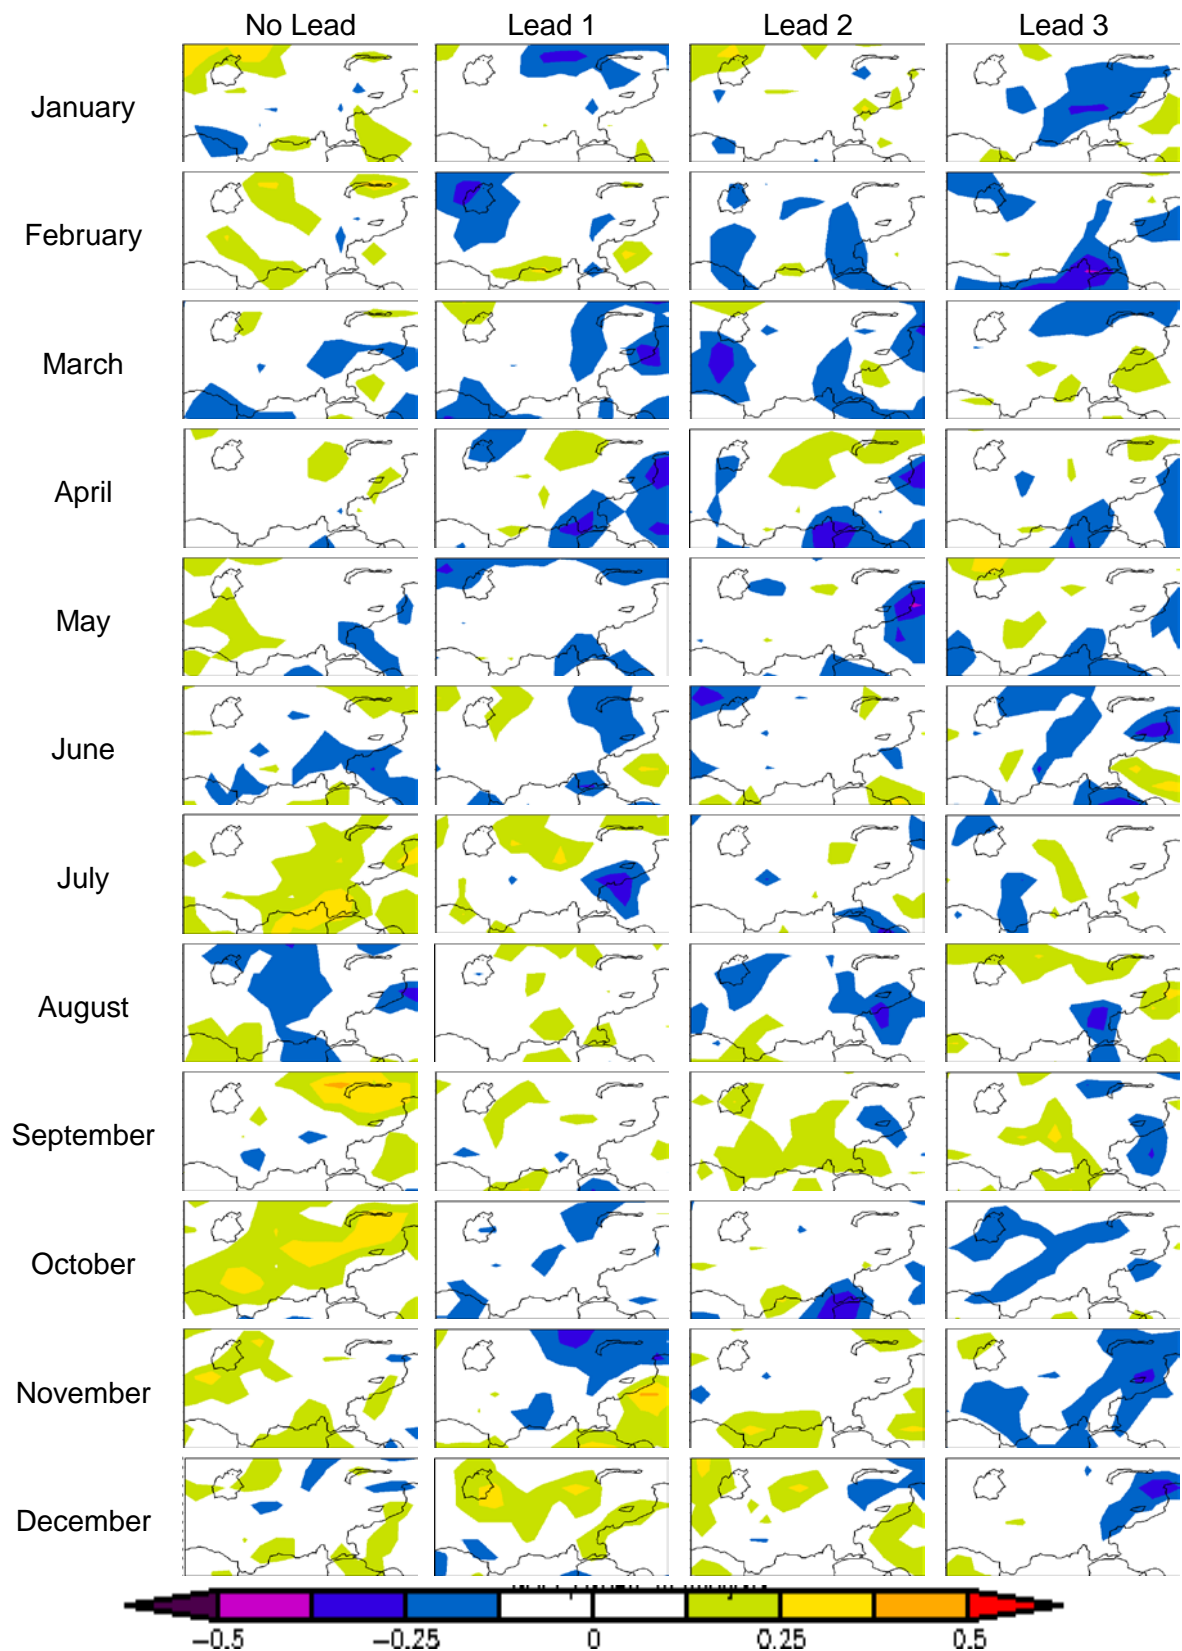 No Lead Lead 1 Lead 2 Lead 3
January
February
March
April
May
June
July
August
September
October
November
December
−0.5 −0.25 0 0.25 0.5